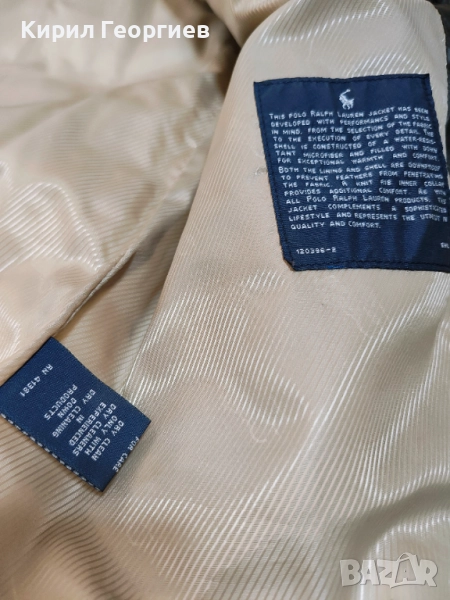 Кирил Георгиев
THIS POLO RALPH LAUREN JACKET HAS BEEN
DEVELOPED WITH PERFORMANCE AND STYLE
IN MIND, FROM THE SELECTION OF THE FABRIC
TO THE EXECUTION OF EVERY DETAIL. THE
SHELL IS CONSTRUCTED OF A WATER-RESIS-
TANT MICROFIBER AND FILLED WITH DOWN
FOR EXCEPTIONAL WARMTH AND COMFORT.
BOTH THE LINING AND SHELL ARE DOWNPROOF
TO PREVENT FEATHERS FROM PENETRATING
THE FABRIC. A KNIT RIB INNER COLLAR
PROVIDES ADDITIONAL COMFORT. AS WITH
ALL POLO RALPH LAUREN PRODUCTS, THIS
JACKET COMPLEMENTS A SOPHISTICATED
LIFESTYLE AND REPRESENTS THE UTMOST IN
QUALITY AND COMFORT.
120396-R
FOR CARE
DRY CLEAN
ONLY WITH
DRY CLEANERS
EXPERIENCED
IN
DRY CLEANING
DOWN
PRODUCTS
RN 41381
BAZAR